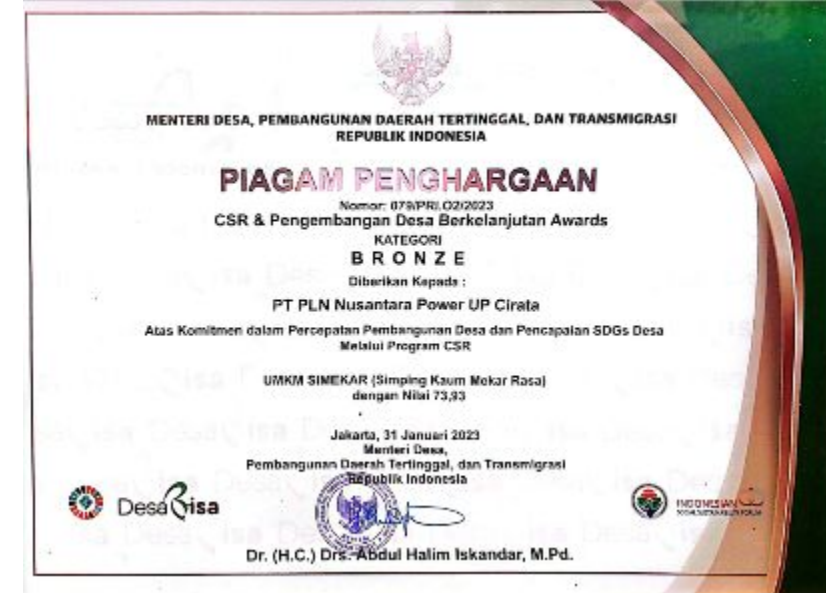 MENTERI DESA, PEMBANGUNAN DAERAH TERTINGGAL, DAN TRANSMIGRASI
REPUBLIK INDONESIA
PIAGAM PENGHARGAAN
Nomor: 079/PRI.02/2023
CSR & Pengembangan Desa Berkelanjutan Awards
KATEGORI
BRONZE
Diberikan Kepada :
PT PLN Nusantara Power UP Cirata
Atas Komitmen dalam Percepatan Pembangunan Desa dan Pencapaian SDGs Desa
Melalui Program CSR
UMKM SIMEKAR (Simping Kaum Mekar Rasa)
dengan Nilai 73,93
Jakarta, 31 Januari 2023
Menteri Desa,
Pembangunan Daerah Tertinggal, dan Transmigrasi
Republik Indonesia
Desa Bisa
INDONESIAN
Dr. (H.C.) Drs. Abdul Halim Iskandar, M.Pd.